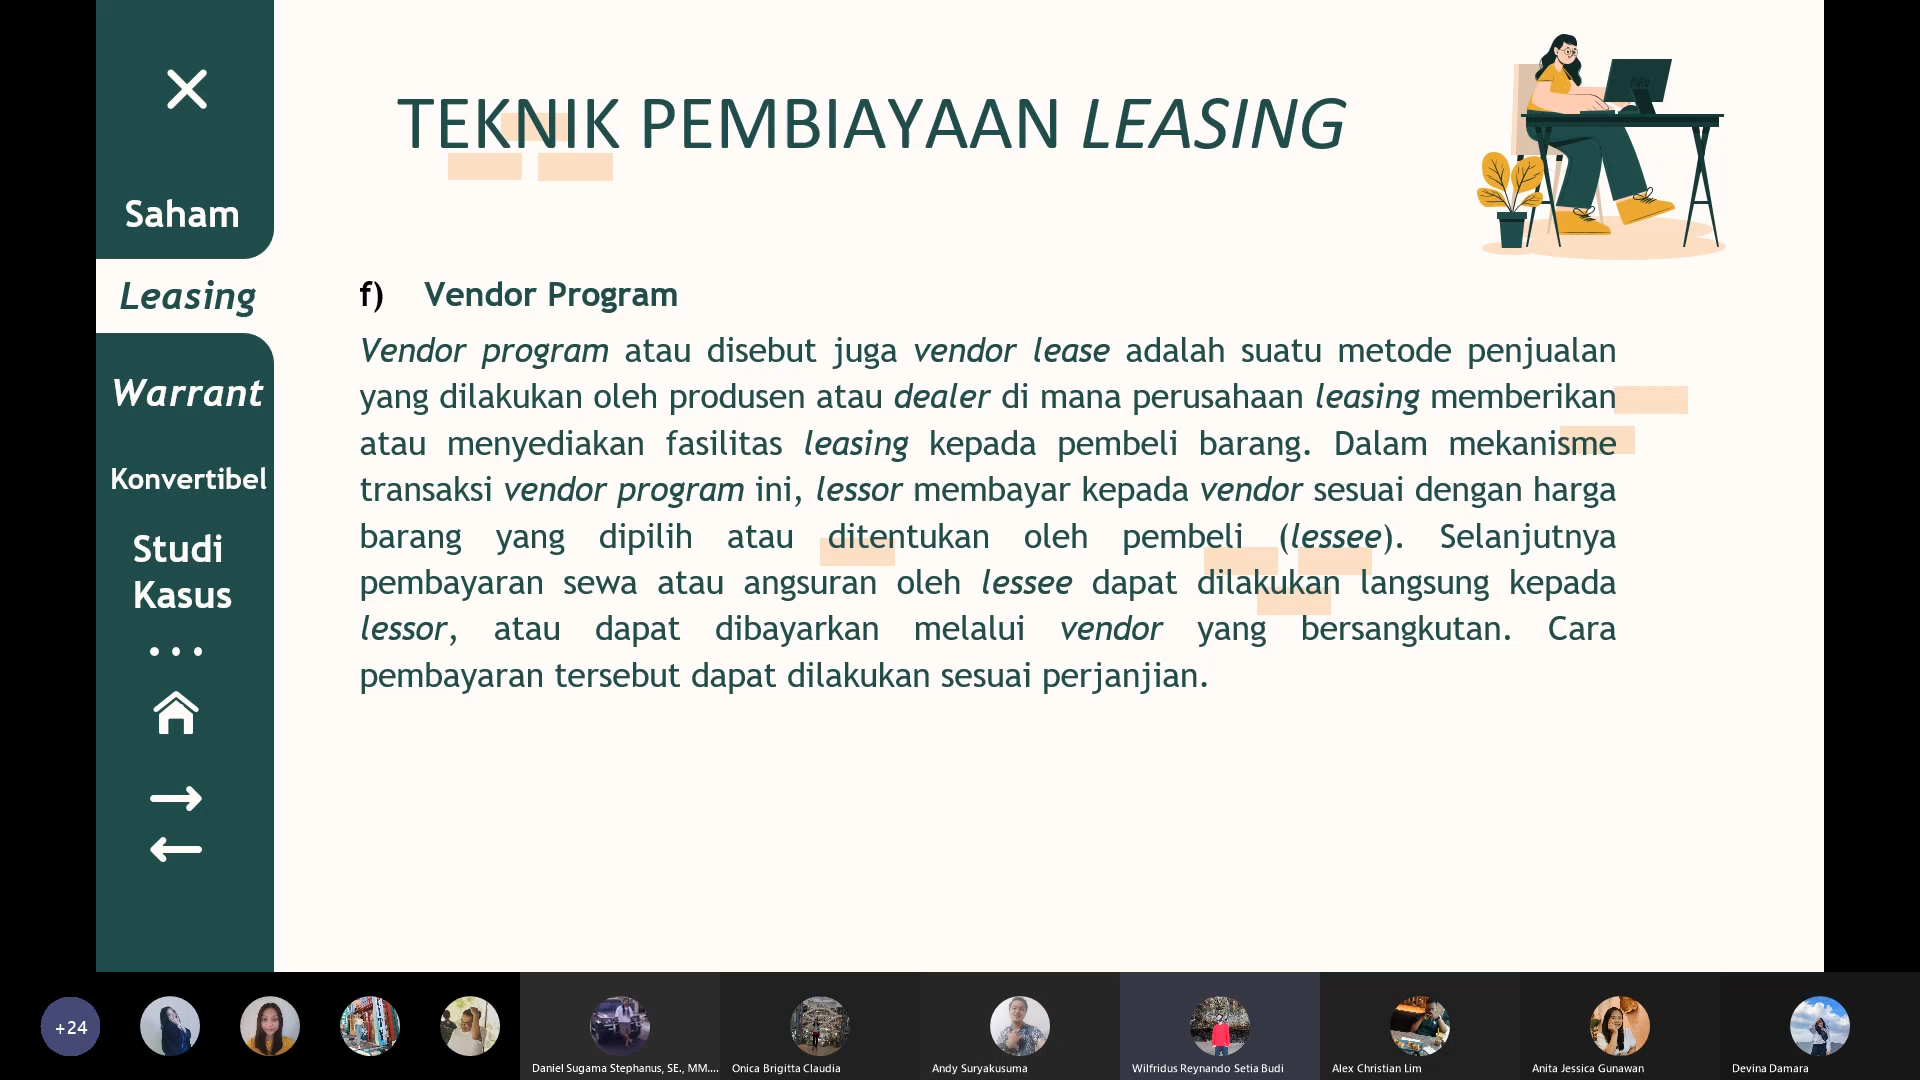 Saham
Leasing
Warrant
Konvertibel
Studi
Kasus
TEKNIK PEMBIAYAAN LEASING
f) Vendor Program
Vendor program atau disebut juga vendor lease adalah suatu metode penjualan
yang dilakukan oleh produsen atau dealer di mana perusahaan leasing memberikan
atau menyediakan fasilitas leasing kepada pembeli barang. Dalam mekanisme
transaksi vendor program ini, lessor membayar kepada vendor sesuai dengan harga
barang yang dipilih atau ditentukan oleh pembeli (lessee). Selanjutnya
pembayaran sewa atau angsuran oleh lessee dapat dilakukan langsung kepada
lessor, atau dapat dibayarkan melalui vendor yang bersangkutan. Cara
pembayaran tersebut dapat dilakukan sesuai perjanjian.
+24
Daniel Sugama Stephanus, SE., MM....
Onica Brigitta Claudia
Andy Suryakusuma
Wilfridus Reynando Setia Budi
Alex Christian Lim
Anita Jessica Gunawan
Devina Damara